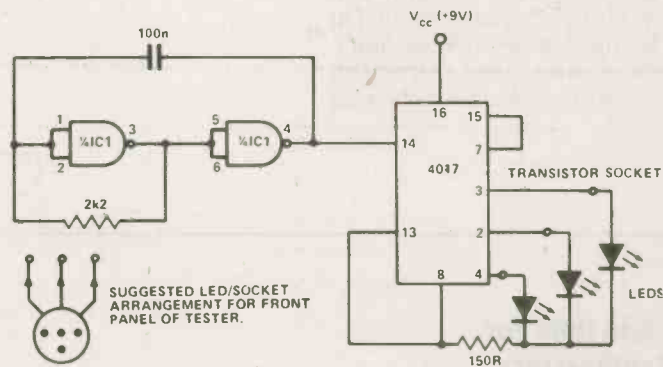 100n
V_CC (+9V)
1
2
¼IC1
3
5
6
¼IC1
4
2k2
16
15
14
7
4017
TRANSISTOR SOCKET
3
13
2
8
4
LEDS
150R
SUGGESTED LED/SOCKET
ARRANGEMENT FOR FRONT
PANEL OF TESTER.